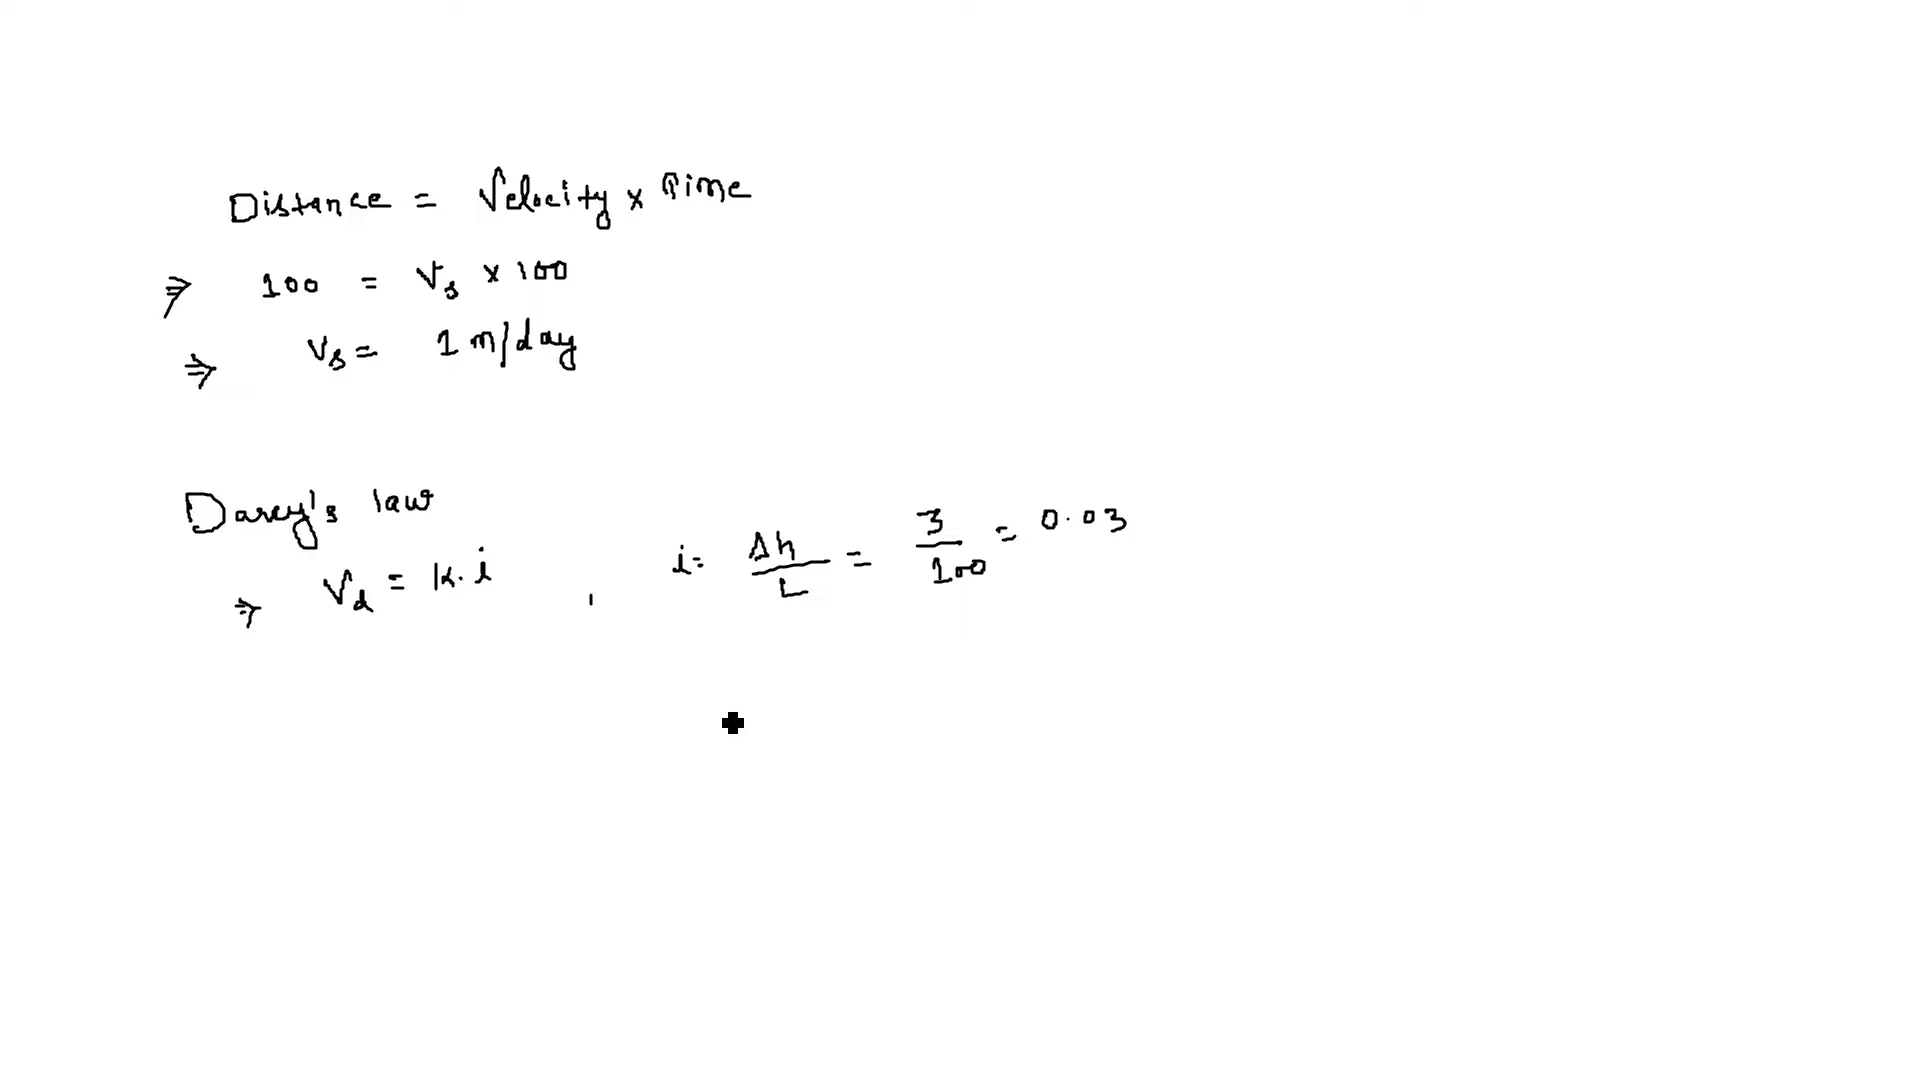 Distance = Velocity × Time
⇒ 100 = Vs × 100
⇒ Vs = 1 m/day
Darcy's law
⇒ Vd = k. i , i = Δh/L = 3/100 = 0.03